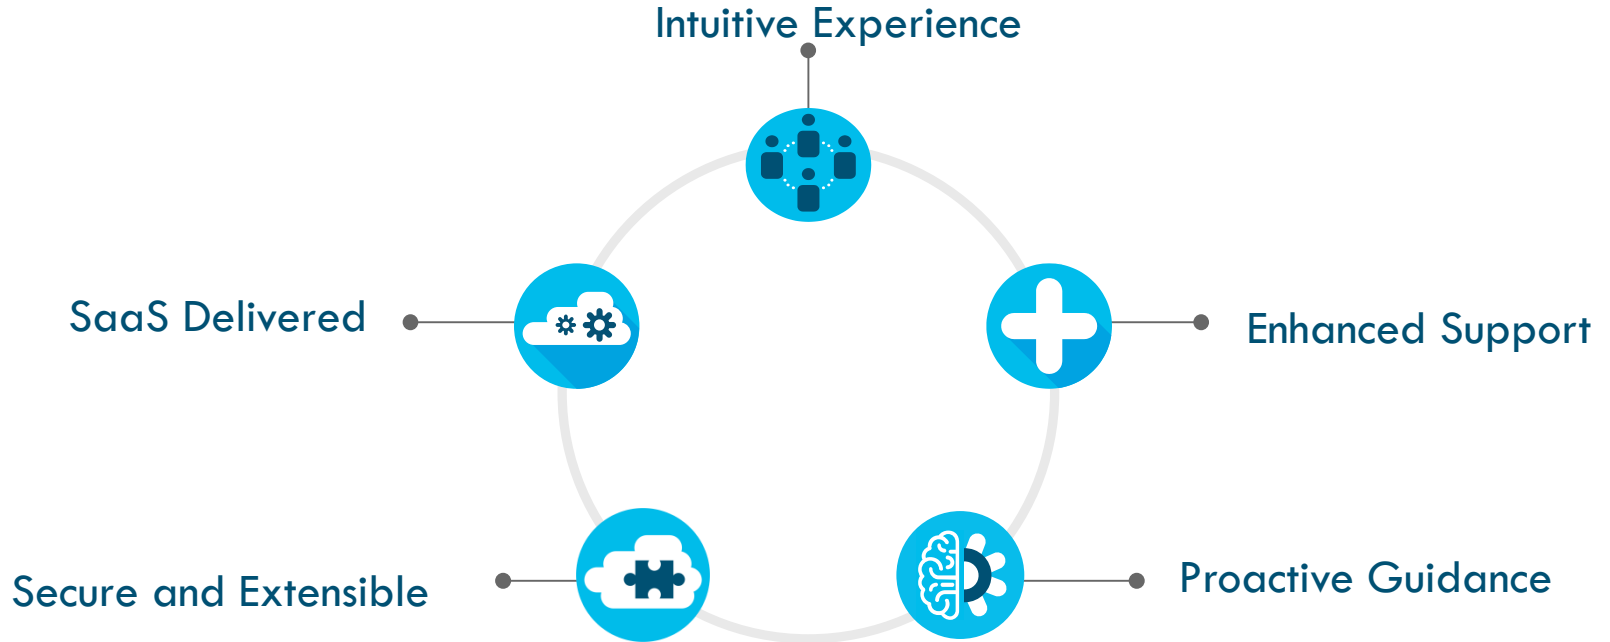 Intuitive Experience
SaaS Delivered
Enhanced Support
Secure and Extensible
Proactive Guidance